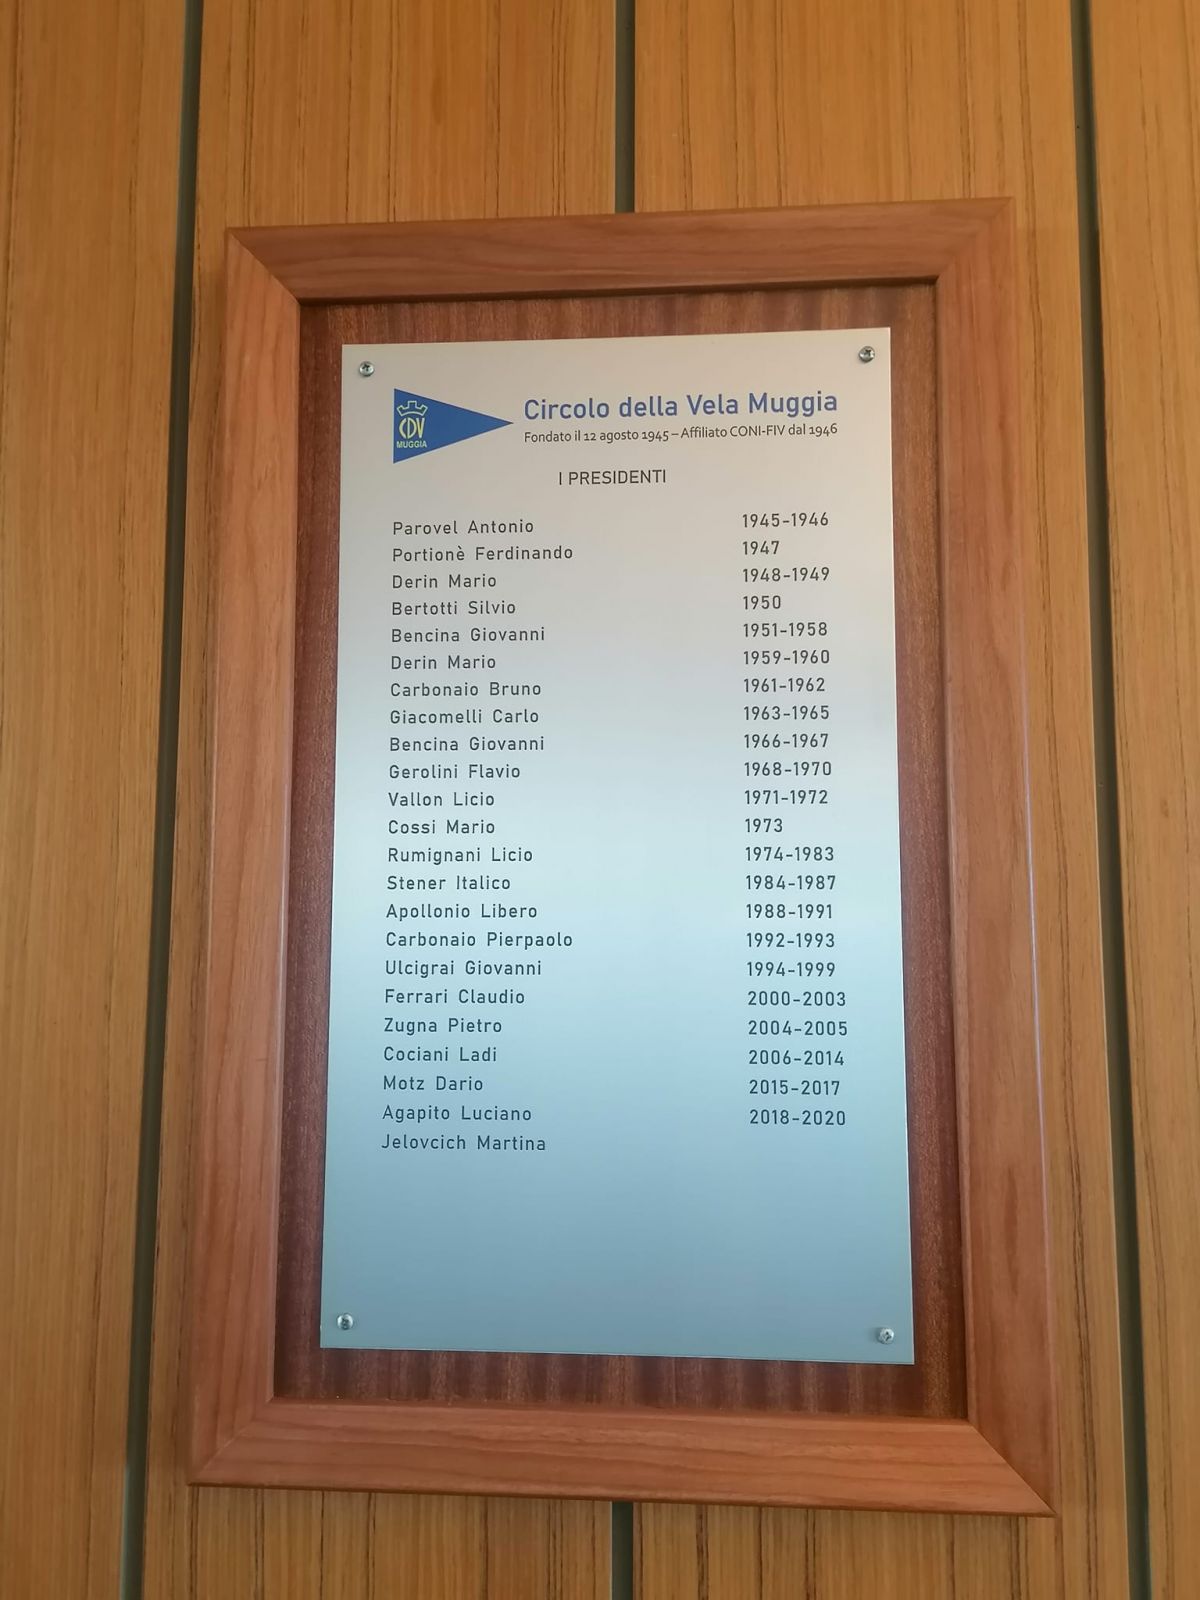 CDV
MUGGIA
Circolo della Vela Muggia
Fondato il 12 agosto 1945 – Affiliato CONI-FIV dal 1946
I PRESIDENTI
Parovel Antonio 1945-1946
Portionè Ferdinando 1947
Derin Mario 1948-1949
Bertotti Silvio 1950
Bencina Giovanni 1951-1958
Derin Mario 1959-1960
Carbonaio Bruno 1961-1962
Giacomelli Carlo 1963-1965
Bencina Giovanni 1966-1967
Gerolini Flavio 1968-1970
Vallon Licio 1971-1972
Cossi Mario 1973
Rumignani Licio 1974-1983
Stener Italico 1984-1987
Apollonio Libero 1988-1991
Carbonaio Pierpaolo 1992-1993
Ulcigrai Giovanni 1994-1999
Ferrari Claudio 2000-2003
Zugna Pietro 2004-2005
Cociani Ladi 2006-2014
Motz Dario 2015-2017
Agapito Luciano 2018-2020
Jelovcich Martina